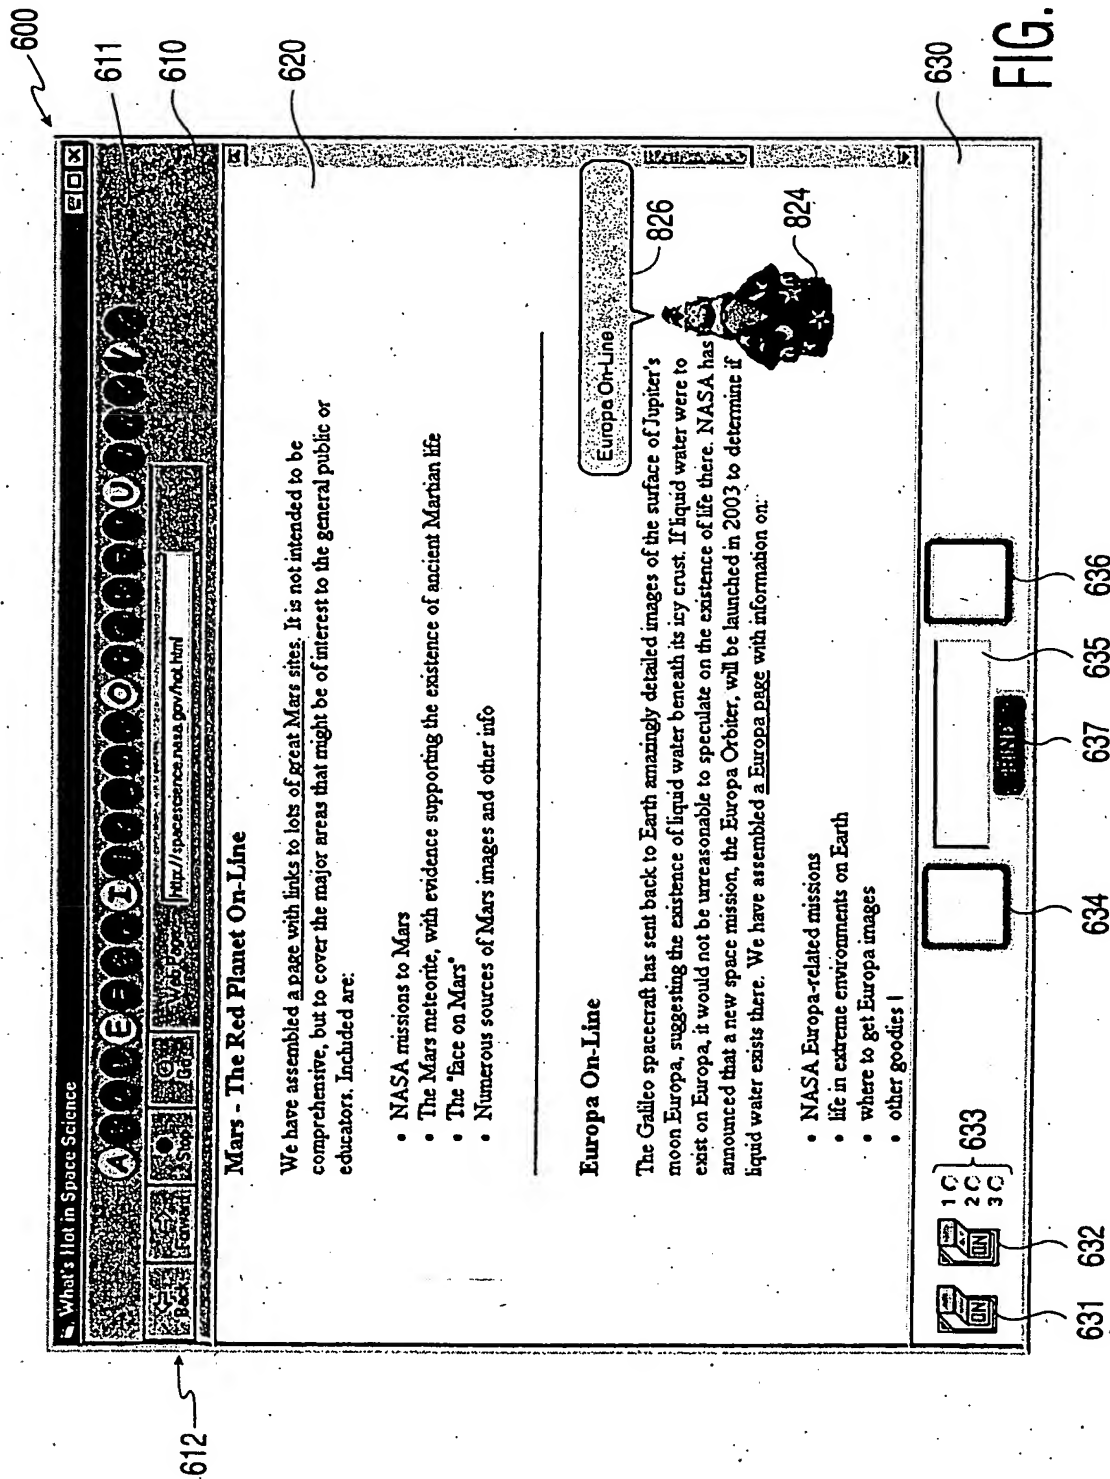 600
What's Hot in Space Science
611
A E I O U Y
610
612
Back Forward Stop Go Web Page http://spacescience.nasa.gov/hot.html
620
Mars - The Red Planet On-Line
We have assembled a page with links to lots of great Mars sites. It is not intended to be
comprehensive, but to cover the major areas that might be of interest to the general public or
educators. Included are:
• NASA missions to Mars
• The Mars meteorite, with evidence supporting the existence of ancient Martian life
• The "face on Mars"
• Numerous sources of Mars images and other info
Europa On-Line
826
Europa On-Line
824
The Galileo spacecraft has sent back to Earth amazingly detailed images of the surface of Jupiter's
moon Europa, suggesting the existence of liquid water beneath its icy crust. If liquid water were to
exist on Europa, it would not be unreasonable to speculate on the existence of life there. NASA has
announced that a new space mission, the Europa Orbiter, will be launched in 2003 to determine if
liquid water exists there. We have assembled a Europa page with information on:
• NASA Europa-related missions
• life in extreme environments on Earth
• where to get Europa images
• other goodies !
630
ON ON
1
2
3
633
631 632 634 637 635 636
FIG.